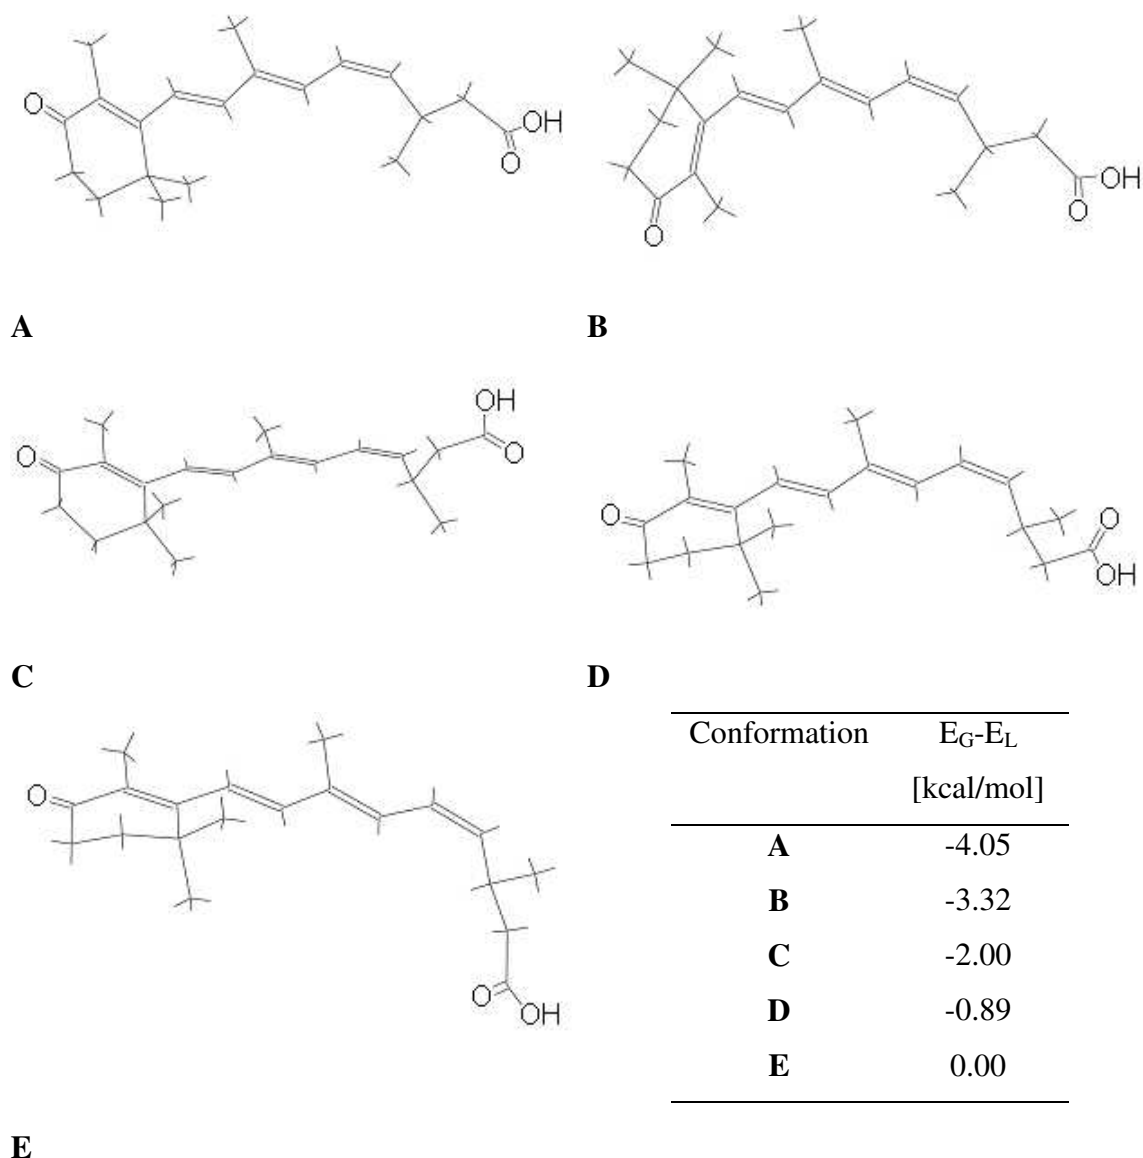 O
OH
O
A
O
O
OH
B
O
OH
O
C
O
O
OH
D
O
O
OH
E
Conformation E_G-E_L
[kcal/mol]
A -4.05
B -3.32
C -2.00
D -0.89
E 0.00